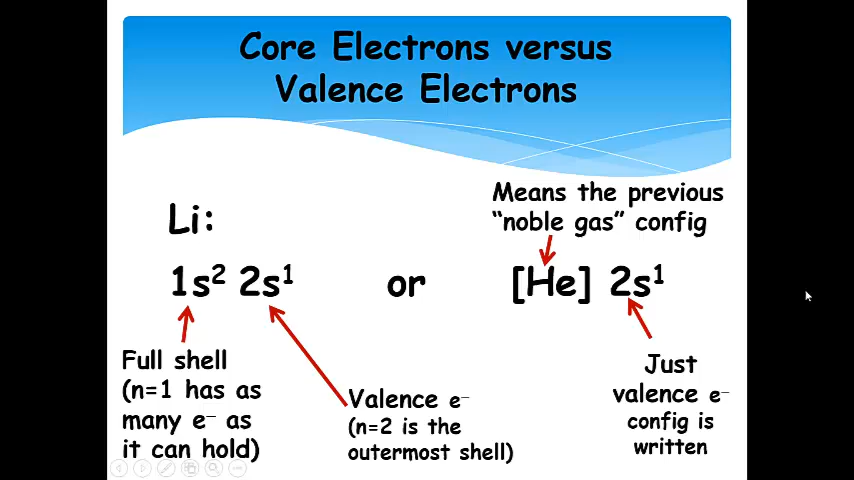 Core Electrons versus
Valence Electrons
Means the previous
“noble gas” config
Li:
1s² 2s¹ or [He] 2s¹
Full shell
(n=1 has as
many e⁻ as
it can hold)
Valence e⁻
(n=2 is the
outermost shell)
Just
valence e⁻
config is
written